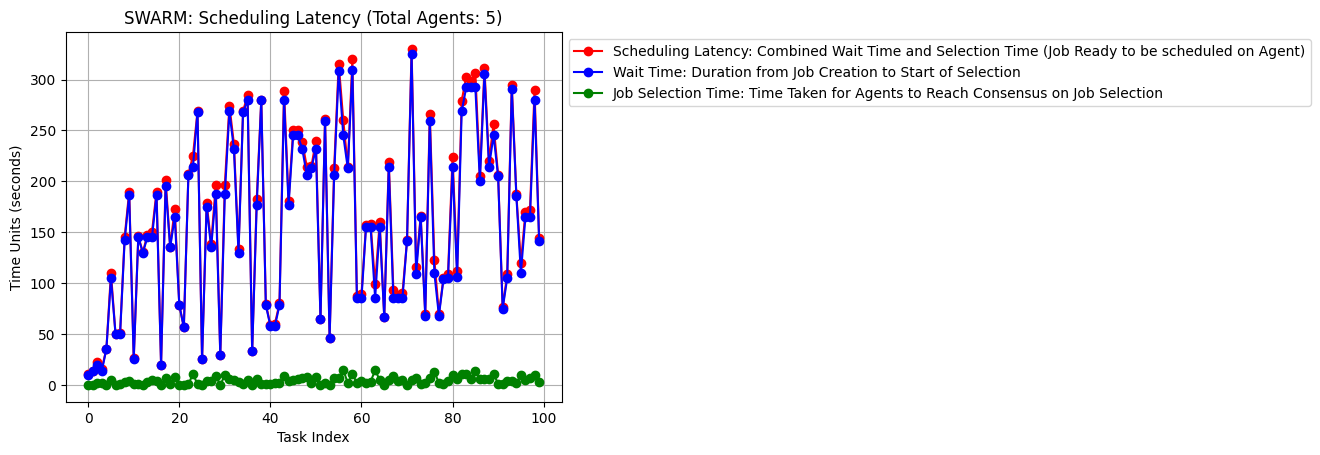 SWARM: Scheduling Latency (Total Agents: 5)
Scheduling Latency: Combined Wait Time and Selection Time (Job Ready to be scheduled on Agent)
Wait Time: Duration from Job Creation to Start of Selection
Job Selection Time: Time Taken for Agents to Reach Consensus on Job Selection
Time Units (seconds)
300
250
200
150
100
50
0
0 20 40 60 80 100
Task Index